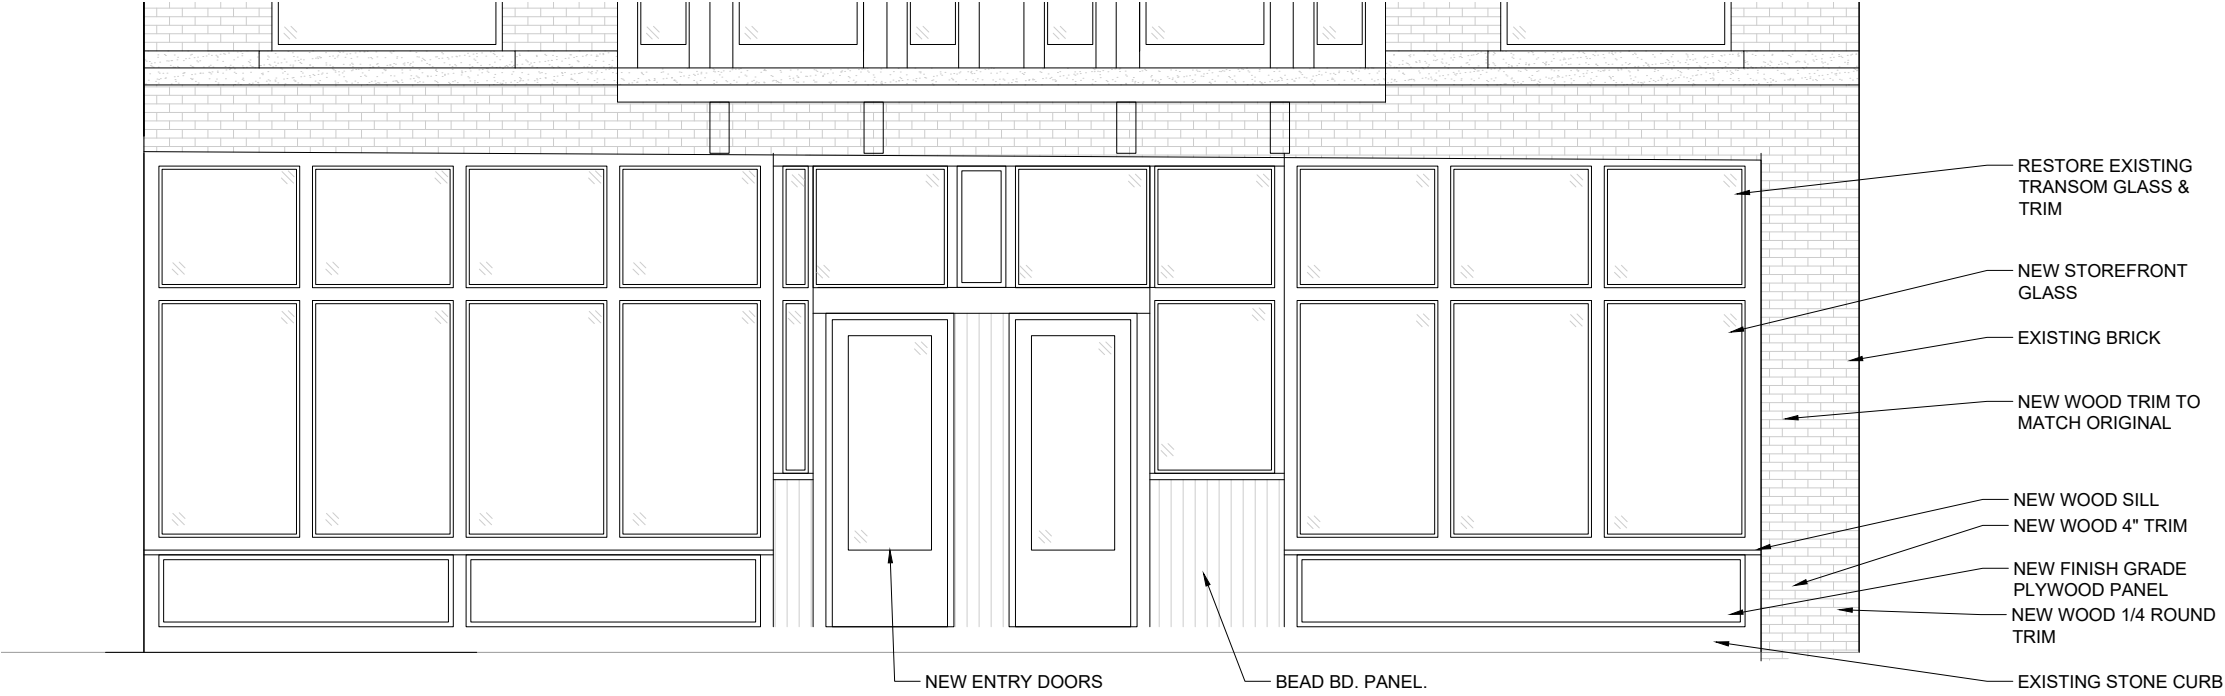 RESTORE EXISTING
TRANSOM GLASS &
TRIM
NEW STOREFRONT
GLASS
EXISTING BRICK
NEW WOOD TRIM TO
MATCH ORIGINAL
NEW WOOD SILL
NEW WOOD 4" TRIM
NEW FINISH GRADE
PLYWOOD PANEL
NEW WOOD 1/4 ROUND
TRIM
NEW ENTRY DOORS
BEAD BD. PANEL.
EXISTING STONE CURB